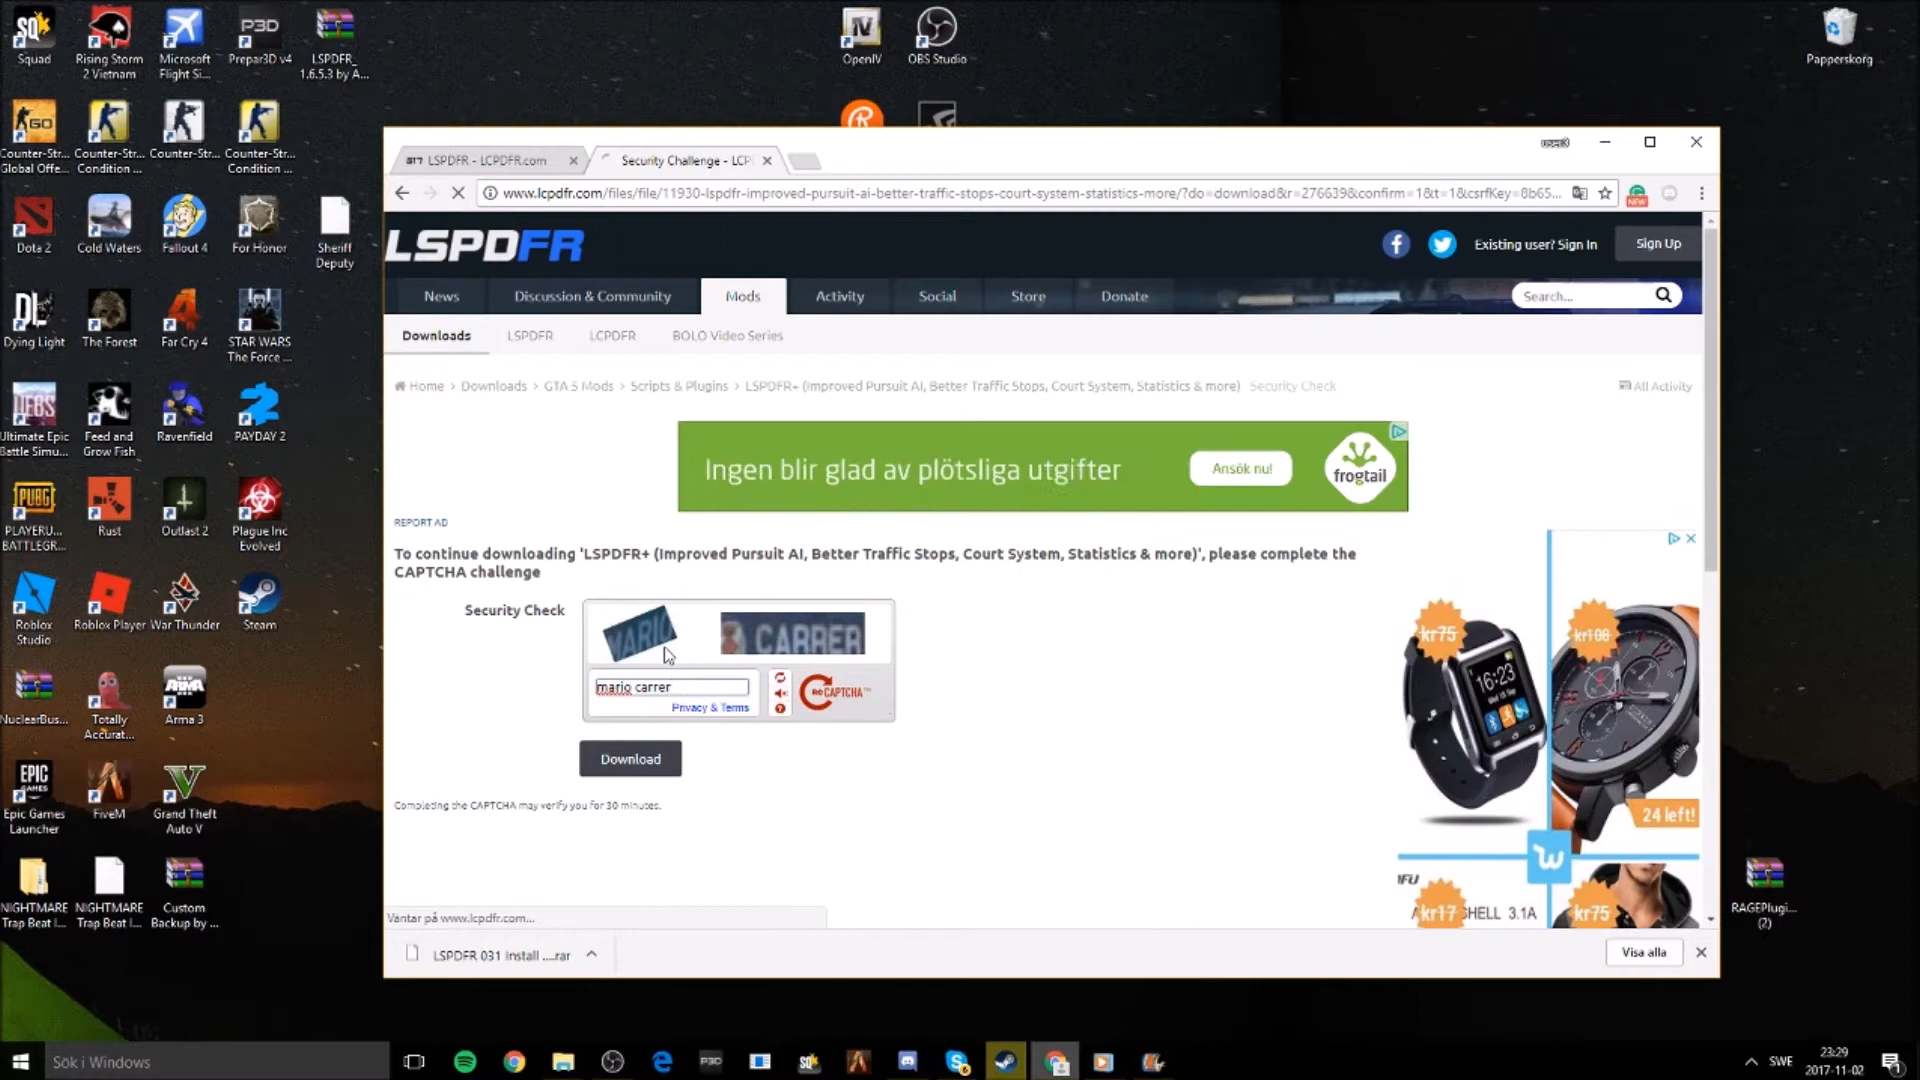 Squad
Rising Storm
2 Vietnam
Microsoft
Flight Si...
P3D
Prepar3D v4
LSPDFR_
1.6.5.3 by A...
OpenIV
OBS Studio
Papperskorg
Counter-Str...
Global Offe...
Counter-Str...
Condition ...
Counter-Str...
Counter-Str...
Condition ...
Dota 2
Cold Waters
Fallout 4
For Honor
Sheriff
Deputy
Dying Light
The Forest
Far Cry 4
STAR WARS
The Force ...
Ultimate Epic
Battle Simu...
Feed and
Grow Fish
Ravenfield
PAYDAY 2
PUBG
PLAYERU...
BATTLEGR...
Rust
Outlast 2
Plague Inc
Evolved
Roblox
Studio
Roblox Player
War Thunder
Steam
NuclearBus...
Totally
Accurat...
Arma 3
EPIC
GAMES
Epic Games
Launcher
FiveM
Grand Theft
Auto V
NIGHTMARE
Trap Beat I...
NIGHTMARE
Trap Beat I...
Custom
Backup by ...
RAGEPlugi...
(2)
LSPDFR - LCPDFR.com
Security Challenge - LCP
www.lcpdfr.com/files/file/11930-lspdfr-improved-pursuit-ai-better-traffic-stops-court-system-statistics-more/?do=download&r=276639&confirm=1&t=1&csrfKey=8b65...
NEW
LSPDFR
Existing user? Sign In
Sign Up
News
Discussion & Community
Mods
Activity
Social
Store
Donate
Search...
Downloads
LSPDFR
LCPDFR
BOLO Video Series
Home > Downloads > GTA 5 Mods > Scripts & Plugins > LSPDFR+ (Improved Pursuit AI, Better Traffic Stops, Court System, Statistics & more) Security Check
All Activity
Ingen blir glad av plötsliga utgifter
Ansök nu!
frogtail
REPORT AD
To continue downloading 'LSPDFR+ (Improved Pursuit AI, Better Traffic Stops, Court System, Statistics & more)', please complete the
CAPTCHA challenge
Security Check
MARIO
CARRER
mario carrer
Privacy & Terms
reCAPTCHA™
Download
Completing the CAPTCHA may verify you for 30 minutes.
kr75
kr108
16:23
24 left!
kr17
SHELL 3.1A
kr75
Väntar på www.lcpdfr.com...
LSPDFR 031 Install ....rar
Visa alla
Sök i Windows
P3D
SWE
23:29
2017-11-02